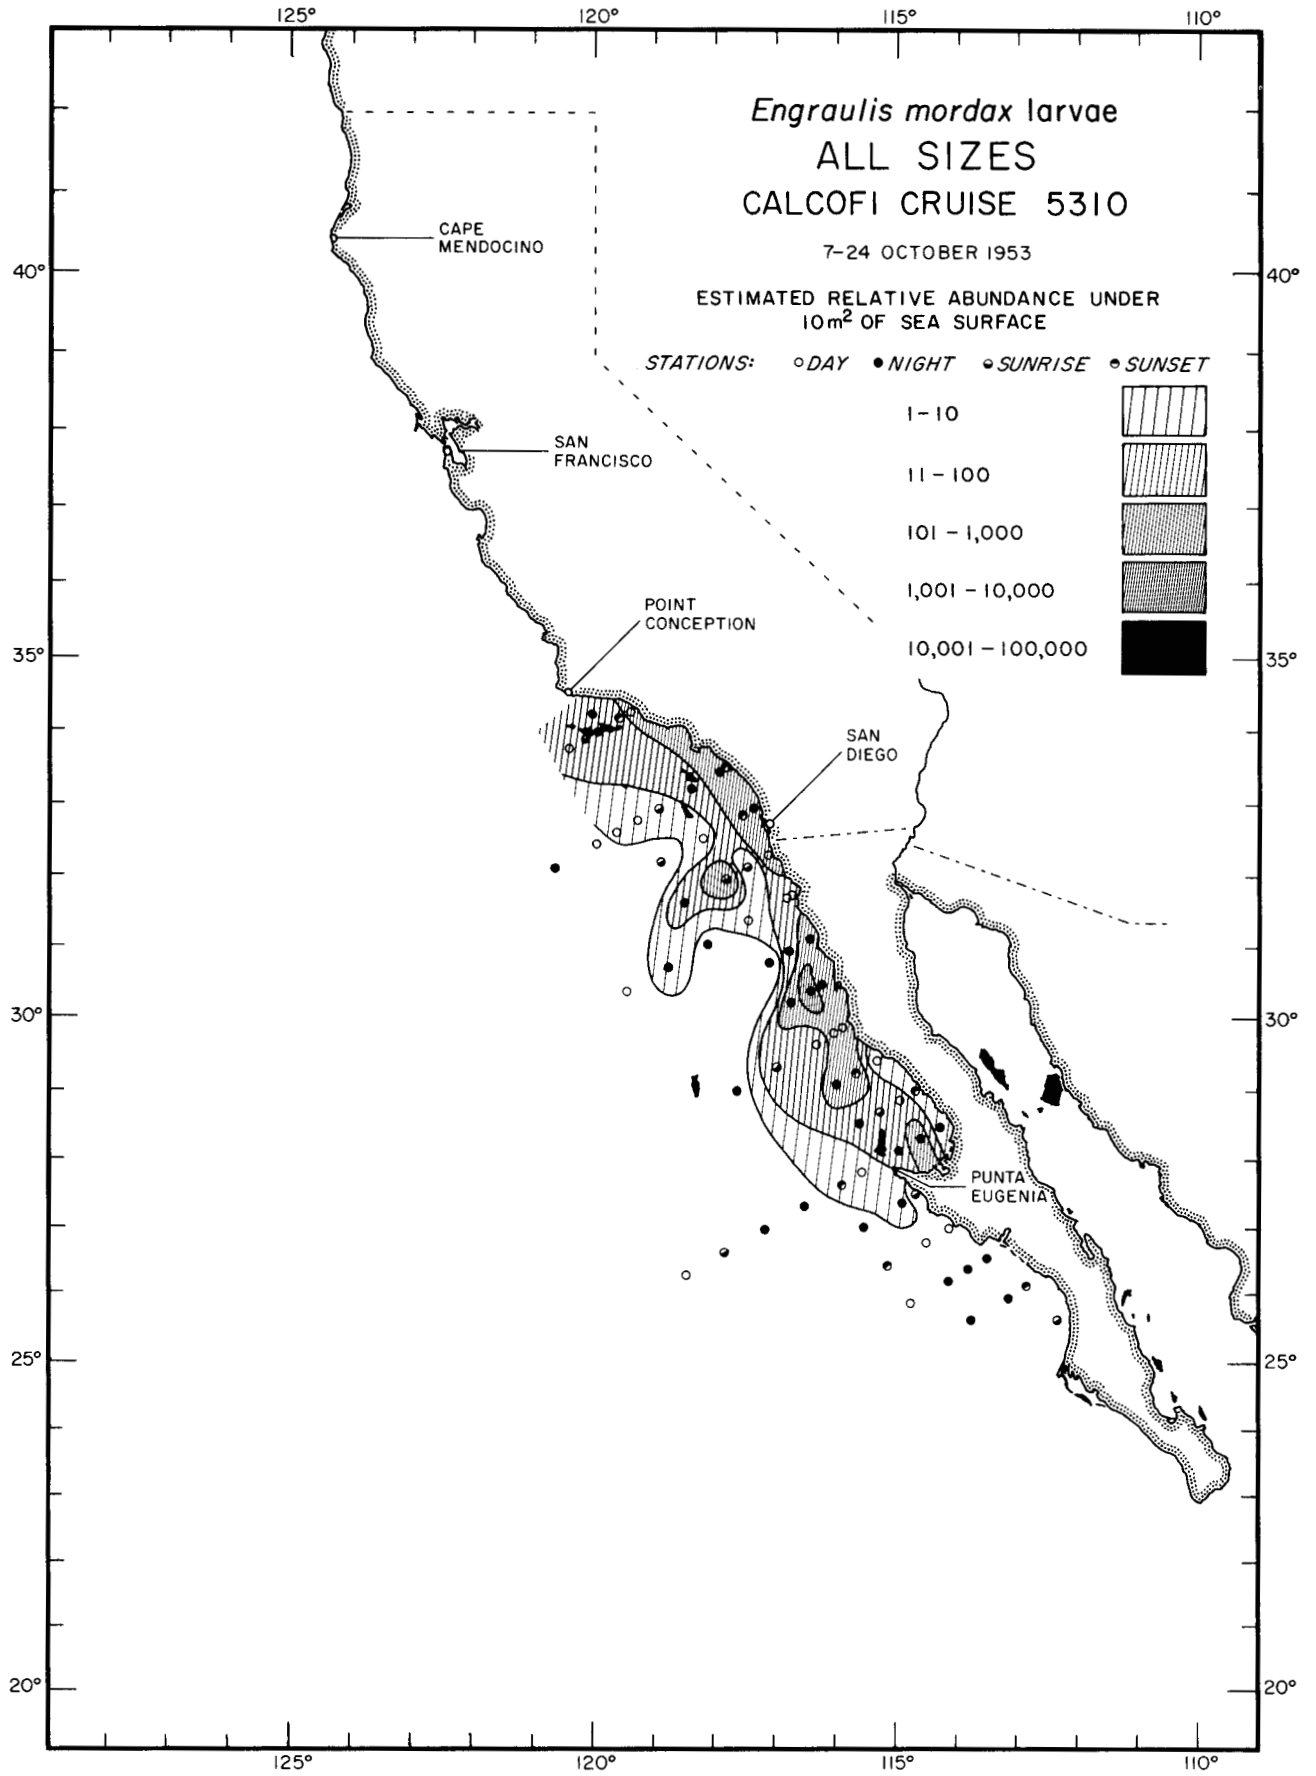 125° 120° 115° 110°
Engraulis mordax larvae
ALL SIZES
CALCOFI CRUISE 5310
7-24 OCTOBER 1953
ESTIMATED RELATIVE ABUNDANCE UNDER
10m² OF SEA SURFACE
STATIONS: DAY NIGHT SUNRISE SUNSET
1-10
11-100
101-1,000
1,001-10,000
10,001-100,000
CAPE
MENDOCINO
40° 40°
SAN
FRANCISCO
POINT
CONCEPTION
35° 35°
SAN
DIEGO
30° 30°
PUNTA
EUGENIA
25° 25°
20° 20°
125° 120° 115° 110°